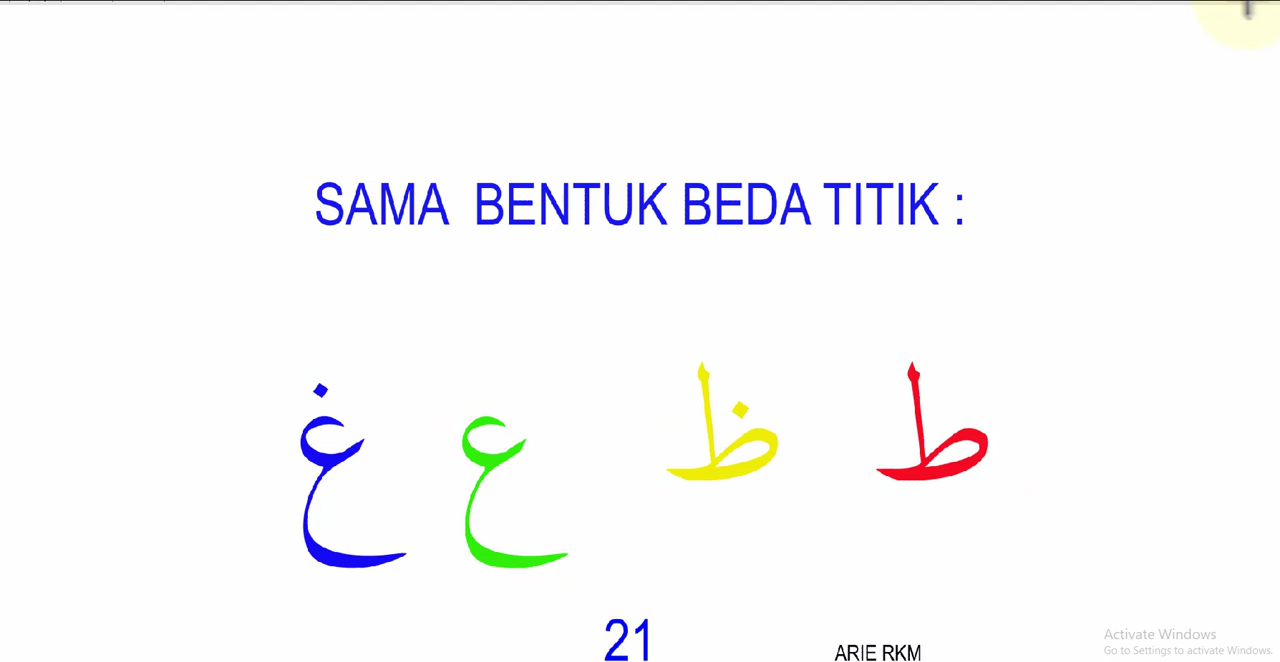 SAMA BENTUK BEDA TITIK :
ط ظ ع غ
21
ARIE RKM
Activate Windows
Go to Settings to activate Windows.